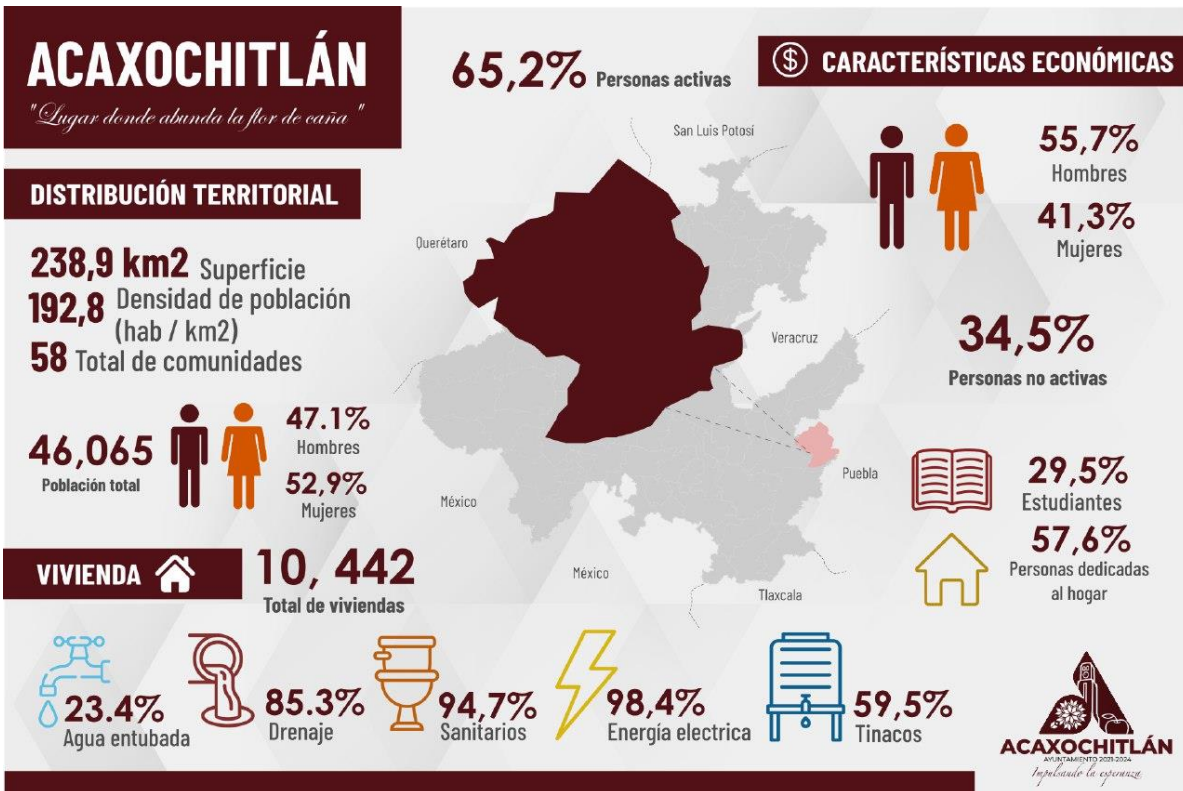 ACAXOCHITLÁN
"Lugar donde abunda la flor de caña"
DISTRIBUCIÓN TERRITORIAL
238,9 km2 Superficie
192,8 Densidad de población
(hab / km2)
58 Total de comunidades
46,065
Población total
47.1%
Hombres
52,9%
Mujeres
65,2% Personas activas
San Luis Potosí
Querétaro
Veracruz
Puebla
México
México
Tlaxcala
$ CARACTERÍSTICAS ECONÓMICAS
55,7%
Hombres
41,3%
Mujeres
34,5%
Personas no activas
29,5%
Estudiantes
57,6%
Personas dedicadas
al hogar
VIVIENDA
10, 442
Total de viviendas
23.4%
Agua entubada
85.3%
Drenaje
94,7%
Sanitarios
98,4%
Energía electrica
59,5%
Tinacos
ACAXOCHITLÁN
AYUNTAMIENTO 2021-2024
Impulsando la esperanza